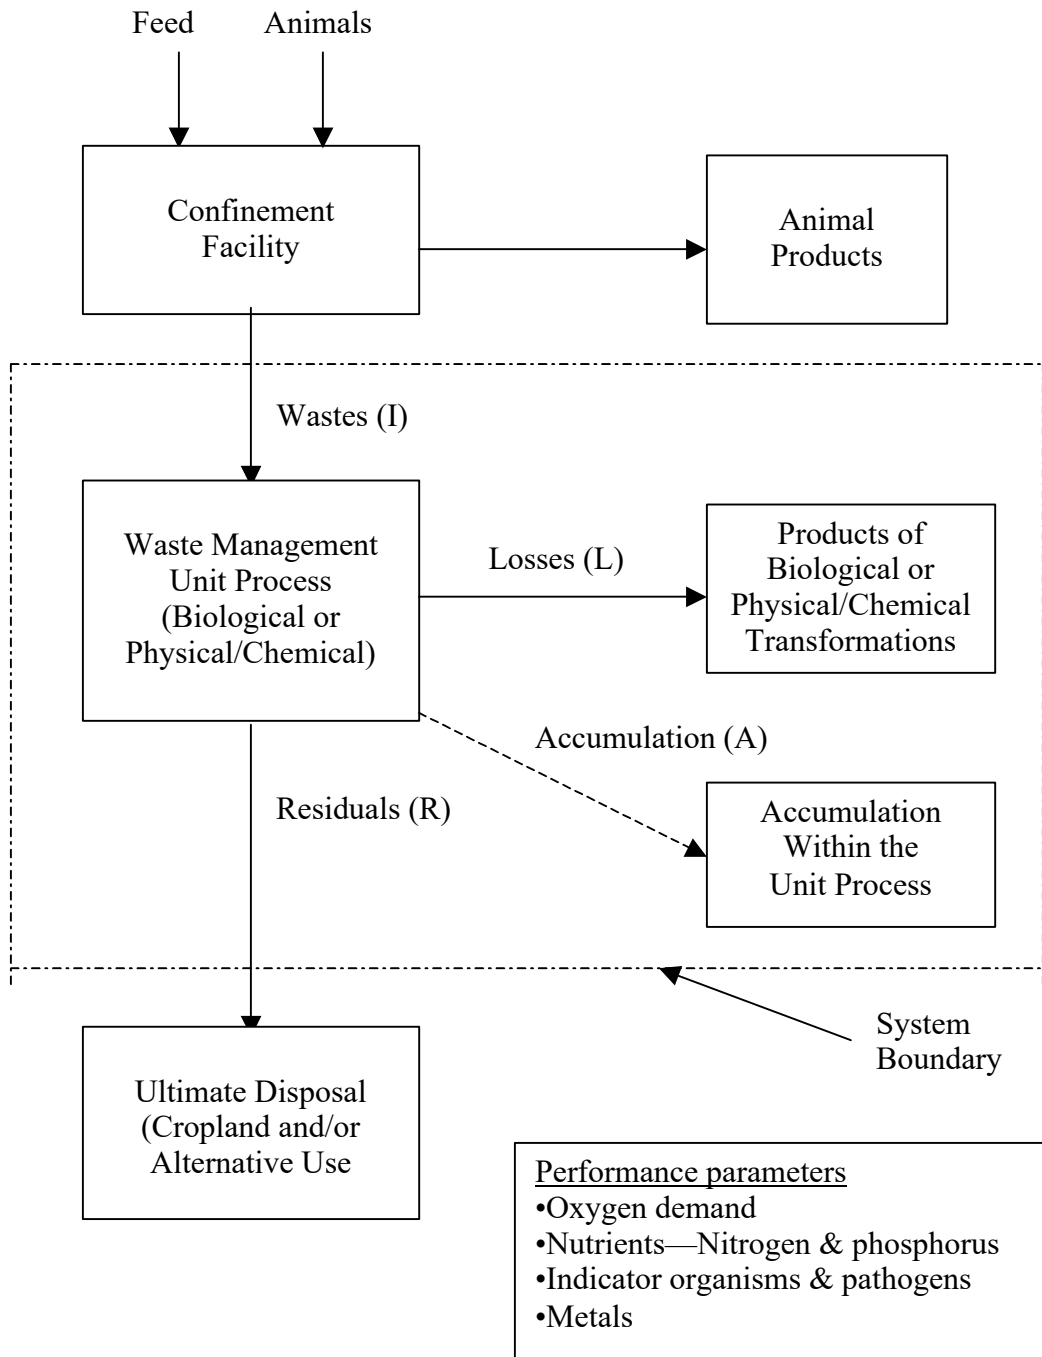 Feed
Animals
Confinement
Facility
Animal
Products
Wastes (I)
Waste Management
Unit Process
(Biological or
Physical/Chemical)
Losses (L)
Products of
Biological or
Physical/Chemical
Transformations
Accumulation (A)
Residuals (R)
Accumulation
Within the
Unit Process
System
Boundary
Ultimate Disposal
(Cropland and/or
Alternative Use
Performance parameters
•Oxygen demand
•Nutrients—Nitrogen & phosphorus
•Indicator organisms & pathogens
•Metals